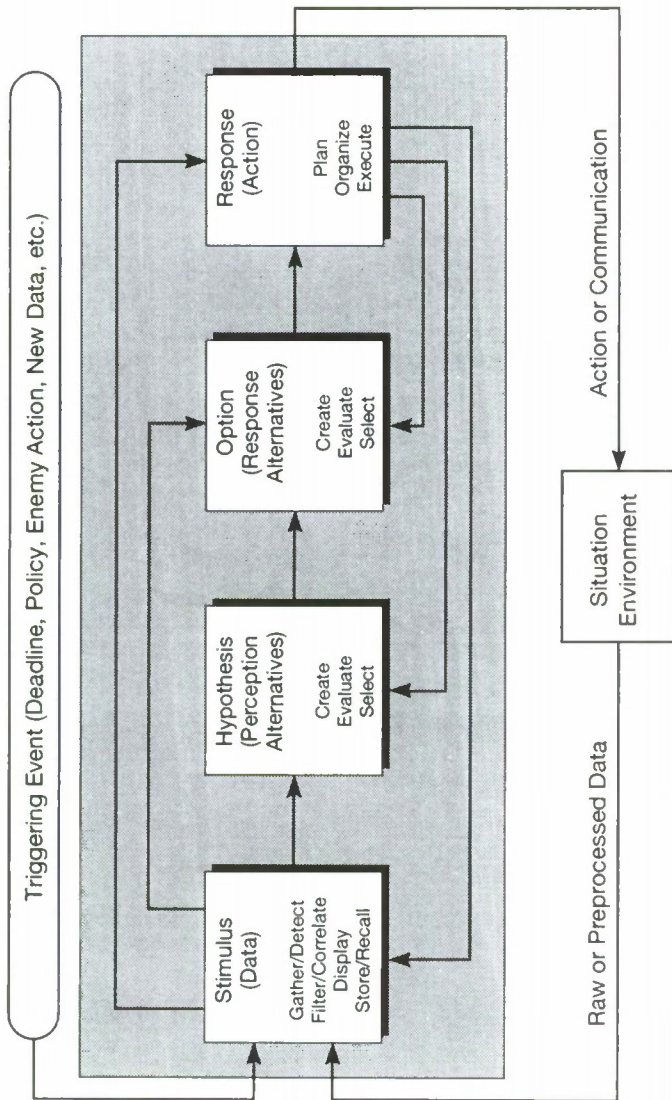 Triggering Event (Deadline, Policy, Enemy Action, New Data, etc.)
Stimulus
(Data)
Gather/Detect
Filter/Correlate
Display
Store/Recall
Hypothesis
(Perception
Alternatives)
Create
Evaluate
Select
Option
(Response
Alternatives)
Create
Evaluate
Select
Response
(Action)
Plan
Organize
Execute
Raw or Preprocessed Data
Situation
Environment
Action or Communication